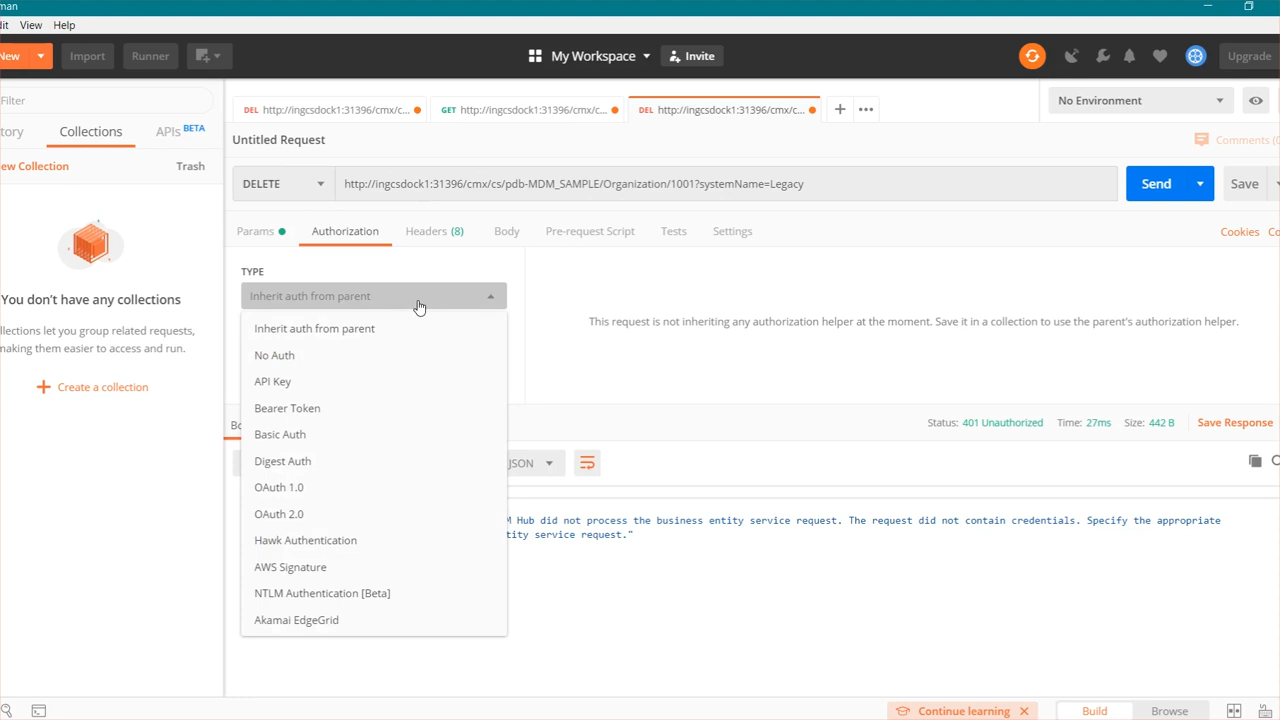 man
it View Help
New Import Runner My Workspace Invite Upgrade
Filter
tory Collections APIs BETA
ew Collection Trash
You don't have any collections
llections let you group related requests,
naking them easier to access and run.
Create a collection
DEL http://ingcsdock1:31396/cmx/c... GET http://ingcsdock1:31396/cmx/cs/... DEL http://ingcsdock1:31396/cmx/c... No Environment
Untitled Request Comments (0
DELETE http://ingcsdock1:31396/cmx/cs/pdb-MDM_SAMPLE/Organization/1001?systemName=Legacy Send Save
Params Authorization Headers (8) Body Pre-request Script Tests Settings Cookies Co
TYPE
Inherit auth from parent
This request is not inheriting any authorization helper at the moment. Save it in a collection to use the parent's authorization helper.
Inherit auth from parent
No Auth
API Key
Bearer Token
Basic Auth
Digest Auth
OAuth 1.0
OAuth 2.0
Hawk Authentication
AWS Signature
NTLM Authentication [Beta]
Akamai EdgeGrid
Bo Status: 401 Unauthorized Time: 27ms Size: 442 B Save Response
JSON
M Hub did not process the business entity service request. The request did not contain credentials. Specify the appropriate
tity service request."
Continue learning Build Browse